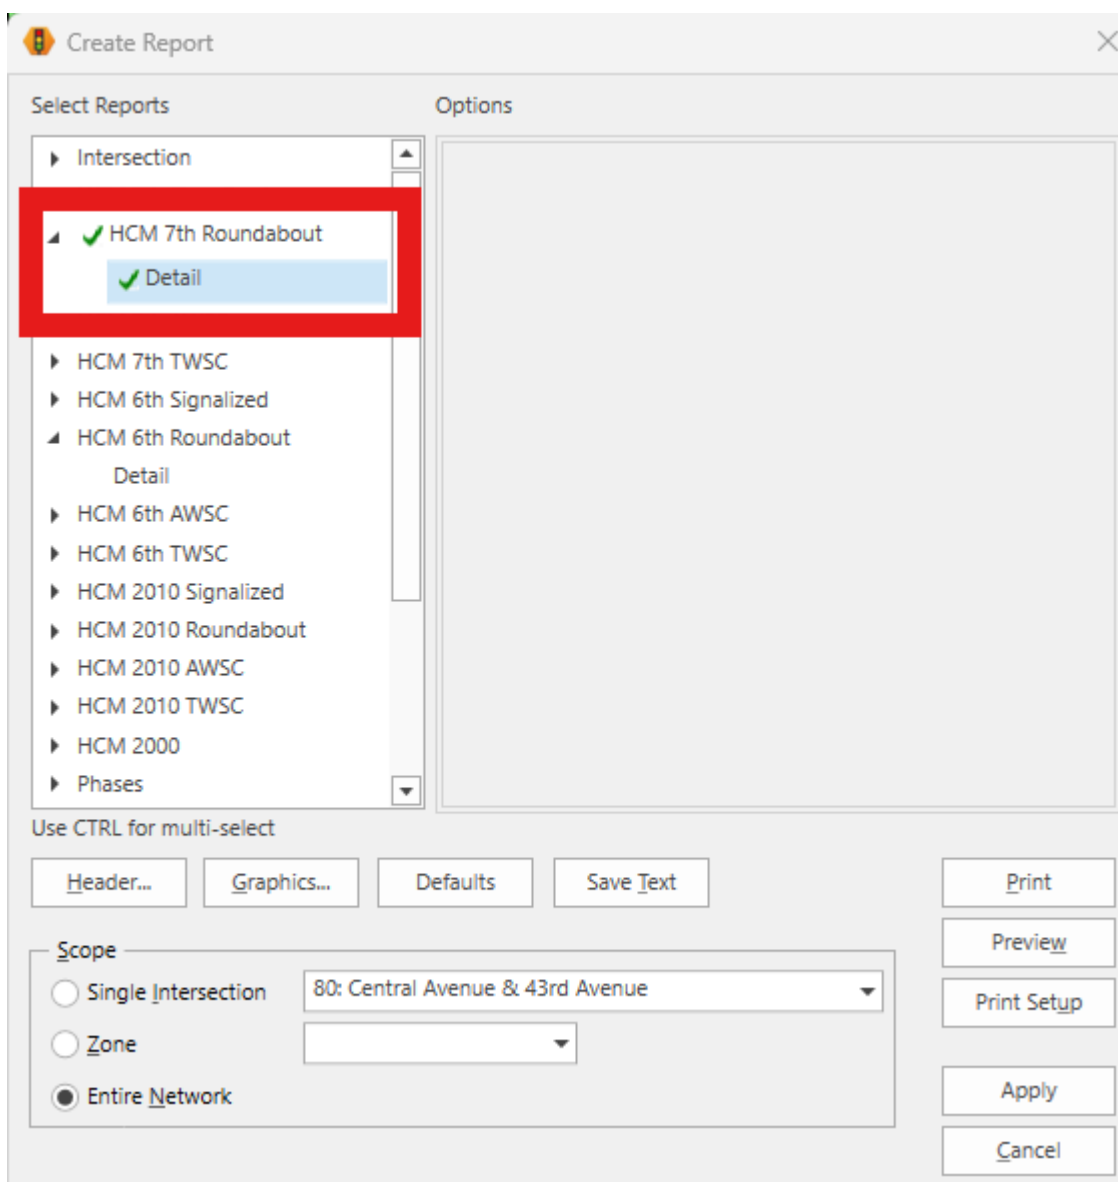 Create Report
Select Reports
Options
Intersection
HCM 7th Roundabout
Detail
HCM 7th TWSC
HCM 6th Signalized
HCM 6th Roundabout
Detail
HCM 6th AWSC
HCM 6th TWSC
HCM 2010 Signalized
HCM 2010 Roundabout
HCM 2010 AWSC
HCM 2010 TWSC
HCM 2000
Phases
Use CTRL for multi-select
Header...
Graphics...
Defaults
Save Text
Print
Preview
Print Setup
Apply
Cancel
Scope
Single Intersection
80: Central Avenue & 43rd Avenue
Zone
Entire Network